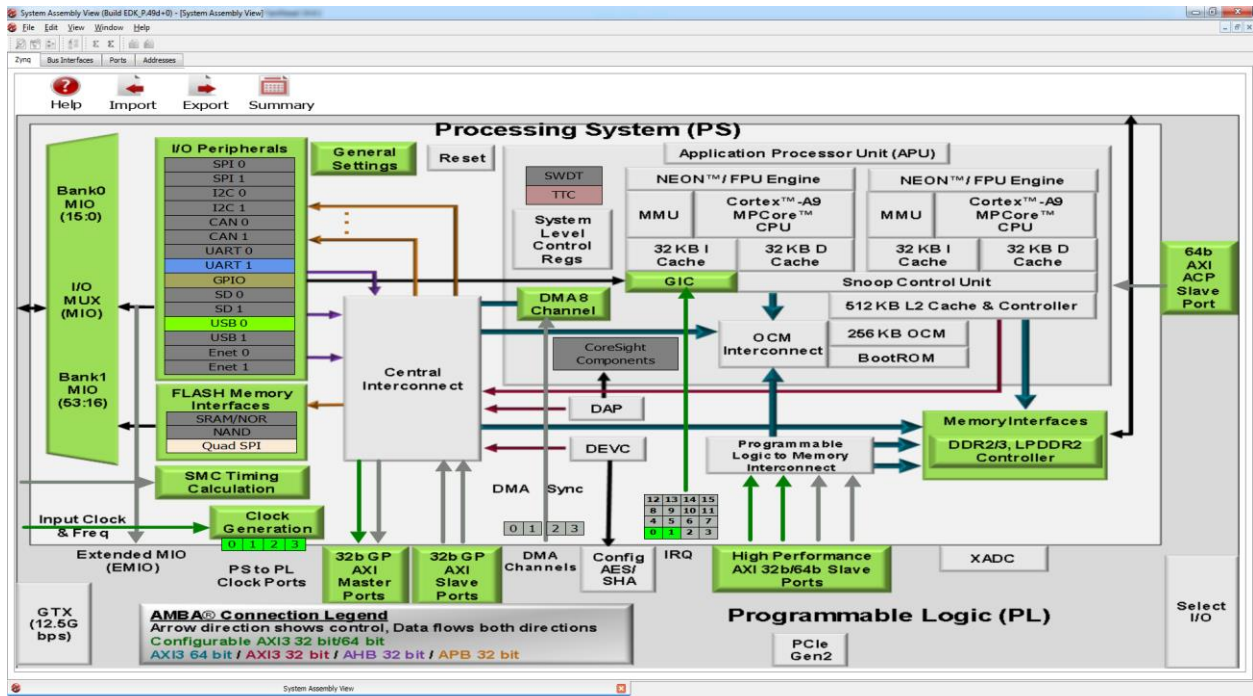 System Assembly View (Build EDK_P.49d+0) - [System Assembly View]
File Edit View Window Help
Zynq Bus Interfaces Ports Addresses
Help Import Export Summary
Processing System (PS)
Bank0
MIO
(15:0)
I/O
MUX
(MIO)
Bank1
MIO
(53:16)
I/O Peripherals
SPI 0
SPI 1
I2C 0
I2C 1
CAN 0
CAN 1
UART 0
UART 1
GPIO
SD 0
SD 1
USB 0
USB 1
Enet 0
Enet 1
FLASH Memory
Interfaces
SRAM/NOR
NAND
Quad SPI
SMC Timing
Calculation
Input Clock
& Freq
Clock
Generation
0 1 2 3
Extended MIO
(EMIO)
PS to PL
Clock Ports
General
Settings
Reset
Central
Interconnect
Application Processor Unit (APU)
SWDT
TTC
System
Level
Control
Regs
NEON™/ FPU Engine
MMU
Cortex™-A9
MPCore™
CPU
32 KB I
Cache
32 KB D
Cache
NEON™/ FPU Engine
MMU
Cortex™-A9
MPCore™
CPU
32 KB I
Cache
32 KB D
Cache
GIC
Snoop Control Unit
DMA8
Channel
512 KB L2 Cache & Controller
CoreSight
Components
OCM
Interconnect
256 KB OCM
BootROM
DAP
DEVC
Memory Interfaces
DDR2/3, LPDDR2
Controller
Programmable
Logic to Memory
Interconnect
64b
AXI
ACP
Slave
Port
DMA Sync
0 1 2 3
12 13 14 15
8 9 10 11
4 5 6 7
0 1 2 3
32b GP
AXI
Master
Ports
32b GP
AXI
Slave
Ports
DMA
Channels
Config
AES/
SHA
IRQ
High Performance
AXI 32b/64b Slave
Ports
XADC
GTX
(12.5G
bps)
AMBA® Connection Legend
Arrow direction shows control, Data flows both directions
Configurable AXI3 32 bit/64 bit
AXI3 64 bit / AXI3 32 bit / AHB 32 bit / APB 32 bit
Programmable Logic (PL)
PCIe
Gen2
Select
I/O
System Assembly View